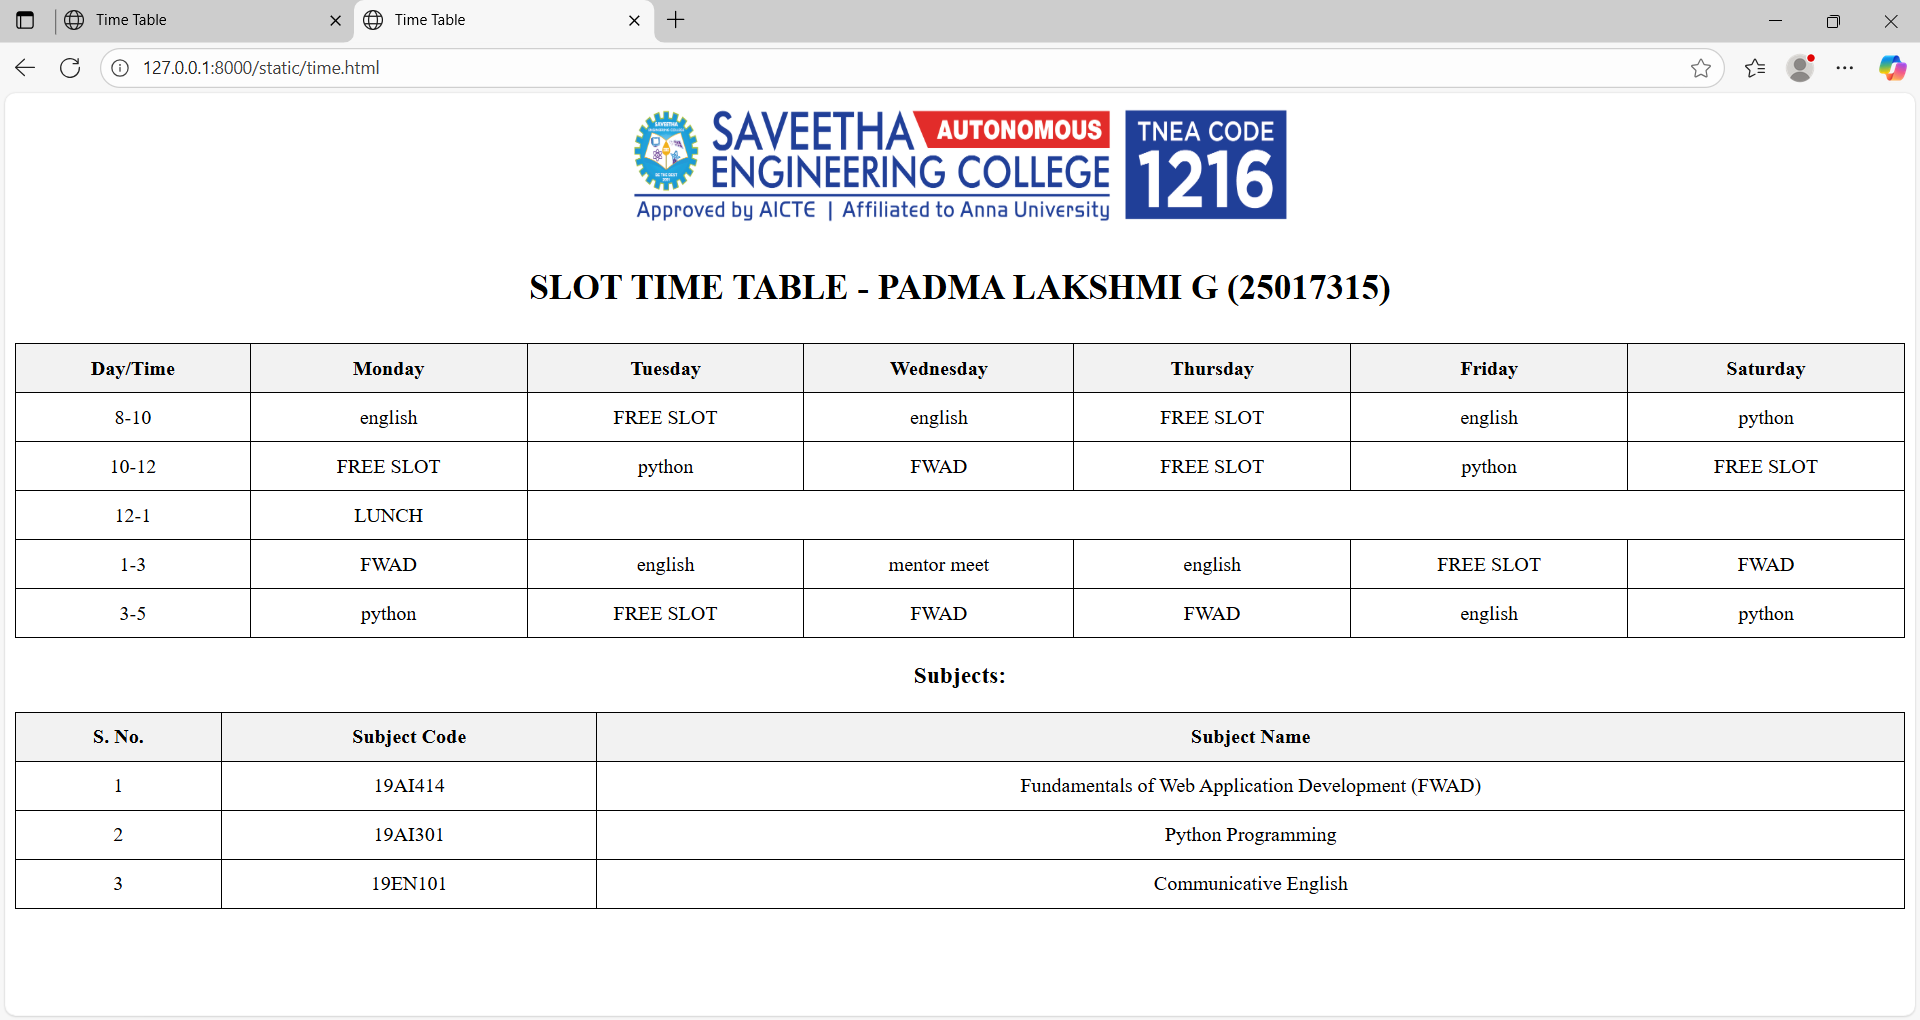 Time Table
Time Table
127.0.0.1:8000/static/time.html
SAVEETHA AUTONOMOUS
ENGINEERING COLLEGE
Approved by AICTE | Affiliated to Anna University
TNEA CODE
1216
SLOT TIME TABLE - PADMA LAKSHMI G (25017315)
Day/Time Monday Tuesday Wednesday Thursday Friday Saturday
8-10 english FREE SLOT english FREE SLOT english python
10-12 FREE SLOT python FWAD FREE SLOT python FREE SLOT
12-1 LUNCH
1-3 FWAD english mentor meet english FREE SLOT FWAD
3-5 python FREE SLOT FWAD FWAD english python
Subjects:
S. No. Subject Code Subject Name
1 19AI414 Fundamentals of Web Application Development (FWAD)
2 19AI301 Python Programming
3 19EN101 Communicative English